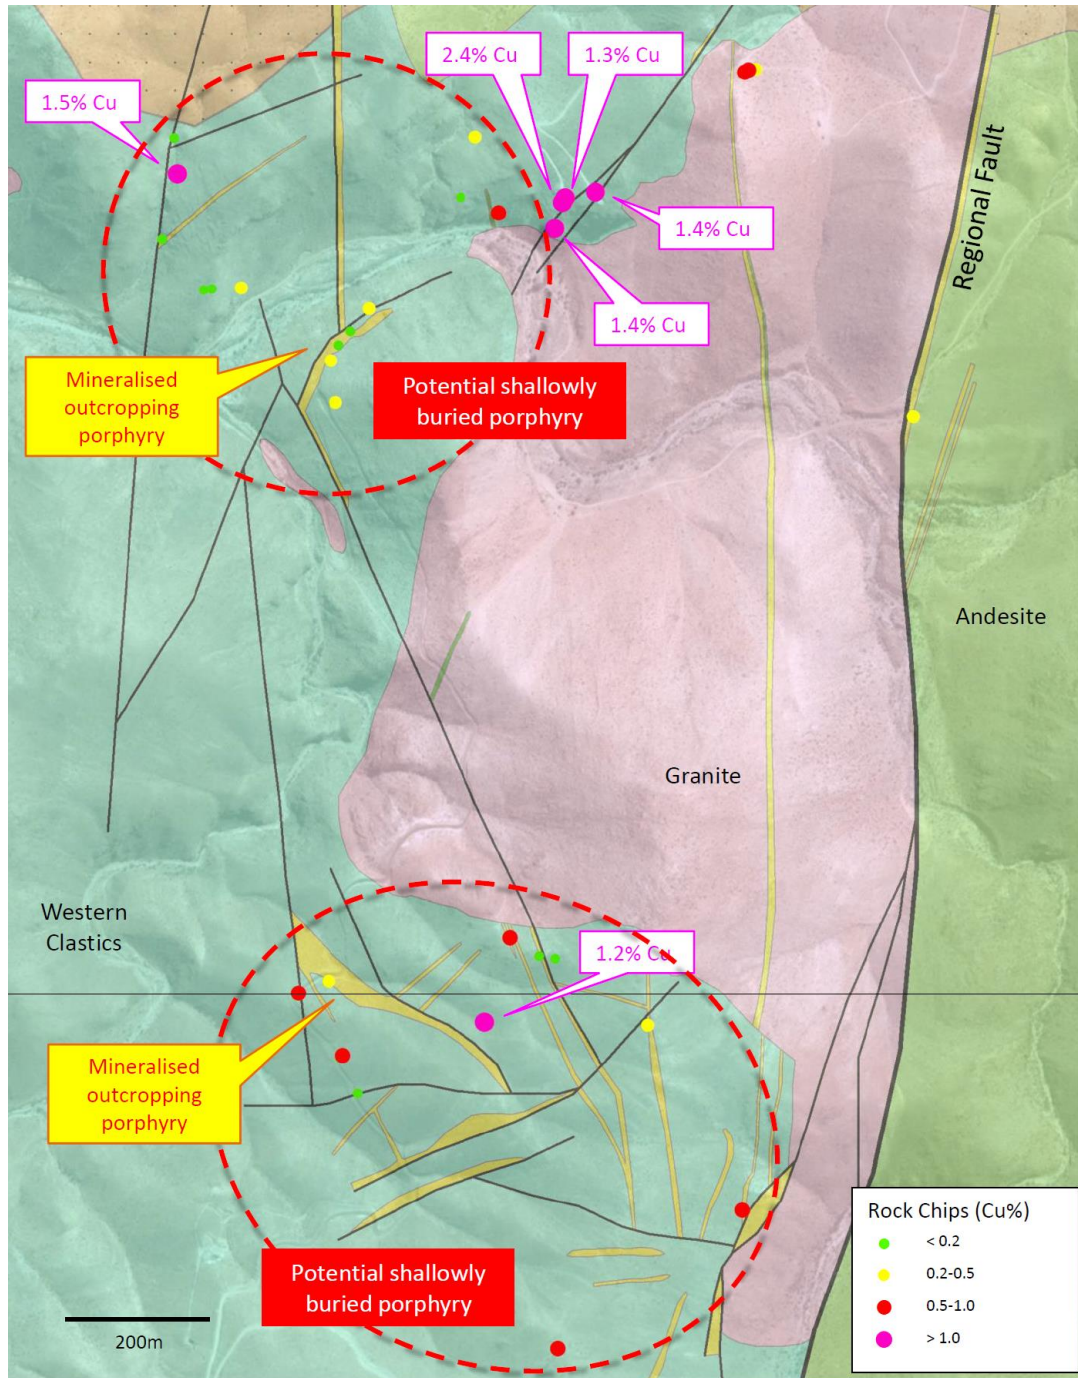 2.4% Cu
1.3% Cu
1.5% Cu
1.4% Cu
1.4% Cu
Regional Fault
Mineralised
outcropping
porphyry
Potential shallowly
buried porphyry
Andesite
Granite
Western
Clastics
1.2% Cu
Mineralised
outcropping
porphyry
Potential shallowly
buried porphyry
200m
Rock Chips (Cu%)
< 0.2
0.2-0.5
0.5-1.0
> 1.0